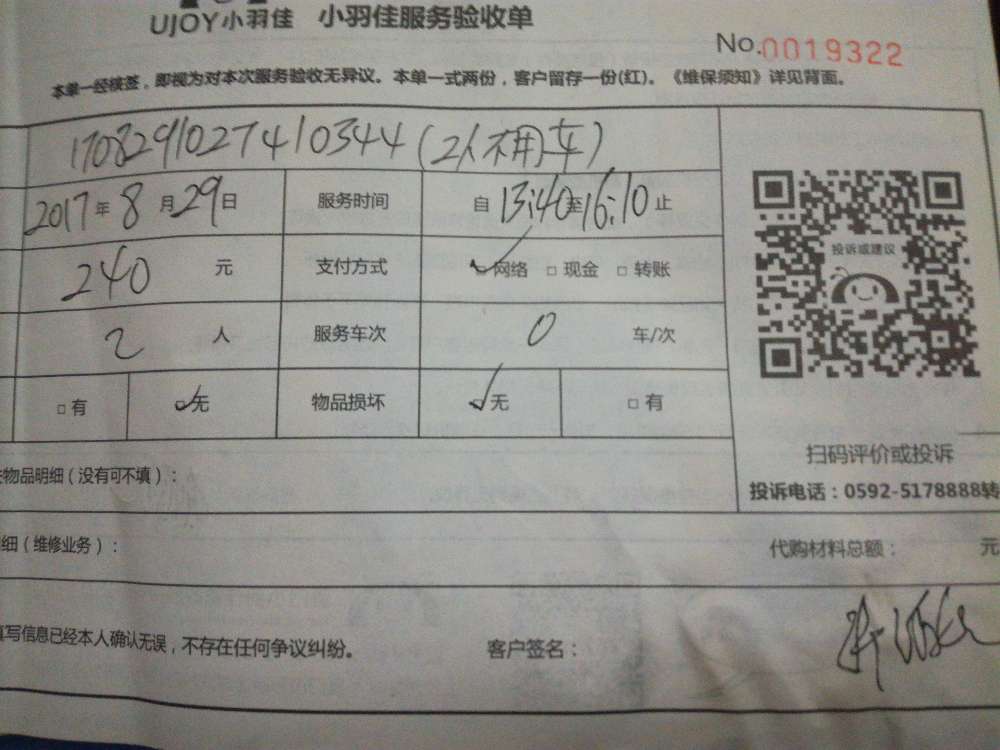 UJOY小羽佳 小羽佳服务验收单
No.0019322
本单一经核签，即视为对本次服务验收无异议。本单一式两份，客户留存一份(红)。《维保须知》详见背面。
1708291027410344(2人不用车)
2017年8月29日 服务时间 自13:40至16:10止
240元 支付方式 网络 现金 转账
投诉或建议
2人 服务车次 0 车/次
有 无 物品损坏 无 有
扫码评价或投诉
物品明细（没有可不填）：
投诉电话：0592-5178888转
细（维修业务）： 代购材料总额： 元
填写信息已经本人确认无误，不存在任何争议纠纷。 客户签名：